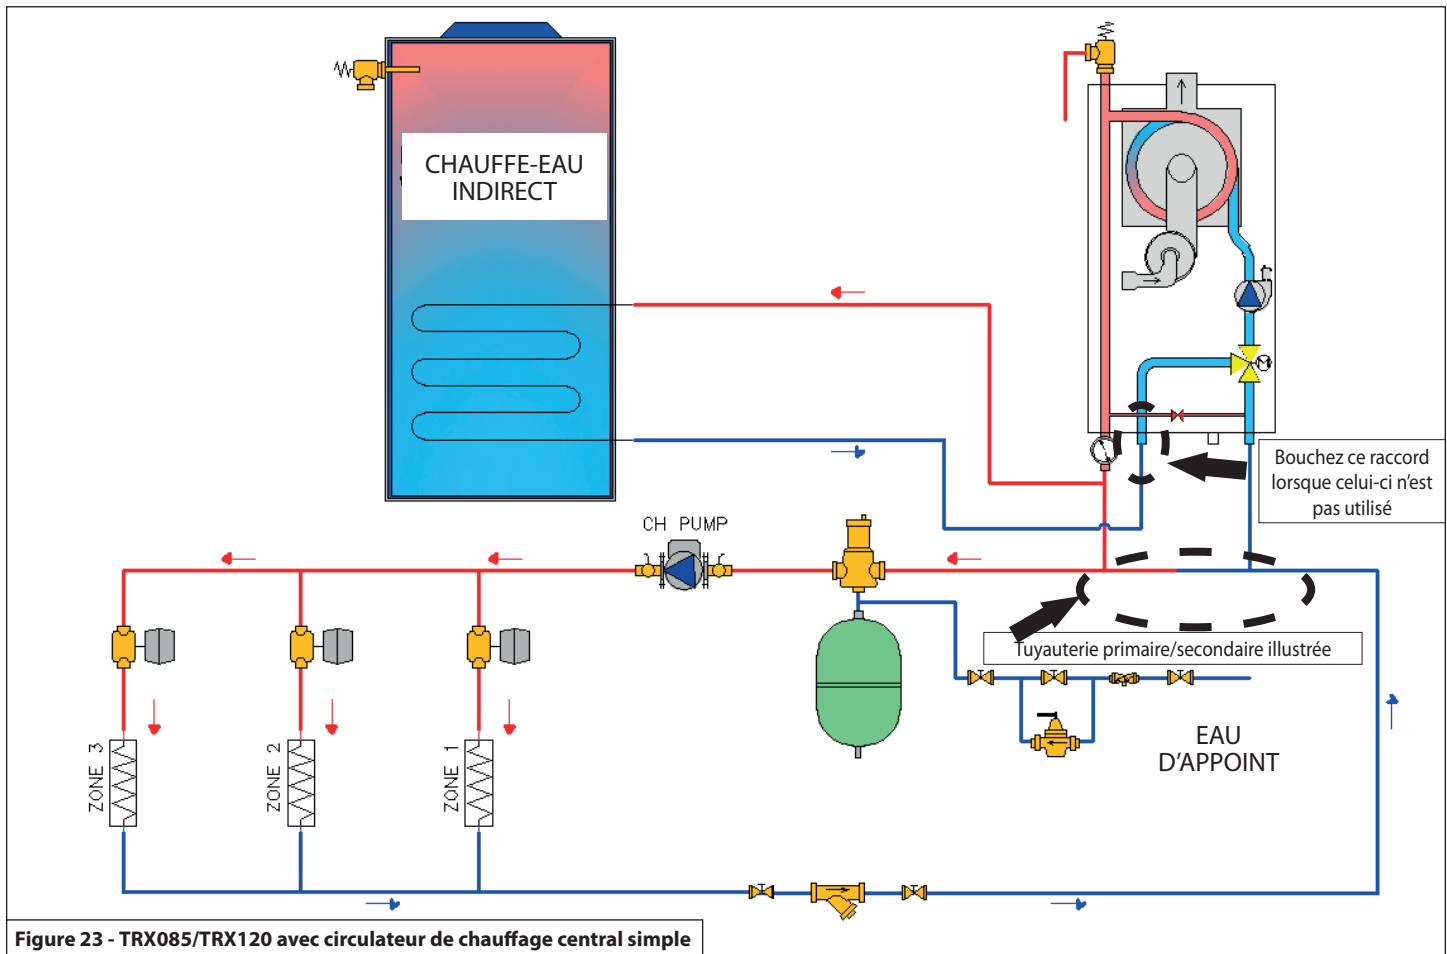 CHAUFFE-EAU
INDIRECT
M
Bouchez ce raccord
lorsque celui-ci n'est
pas utilisé
CH PUMP
Tuyauterie primaire/secondaire illustrée
EAU
D'APPOINT
ZONE 3
ZONE 2
ZONE 1
Figure 23 - TRX085/TRX120 avec circulateur de chauffage central simple